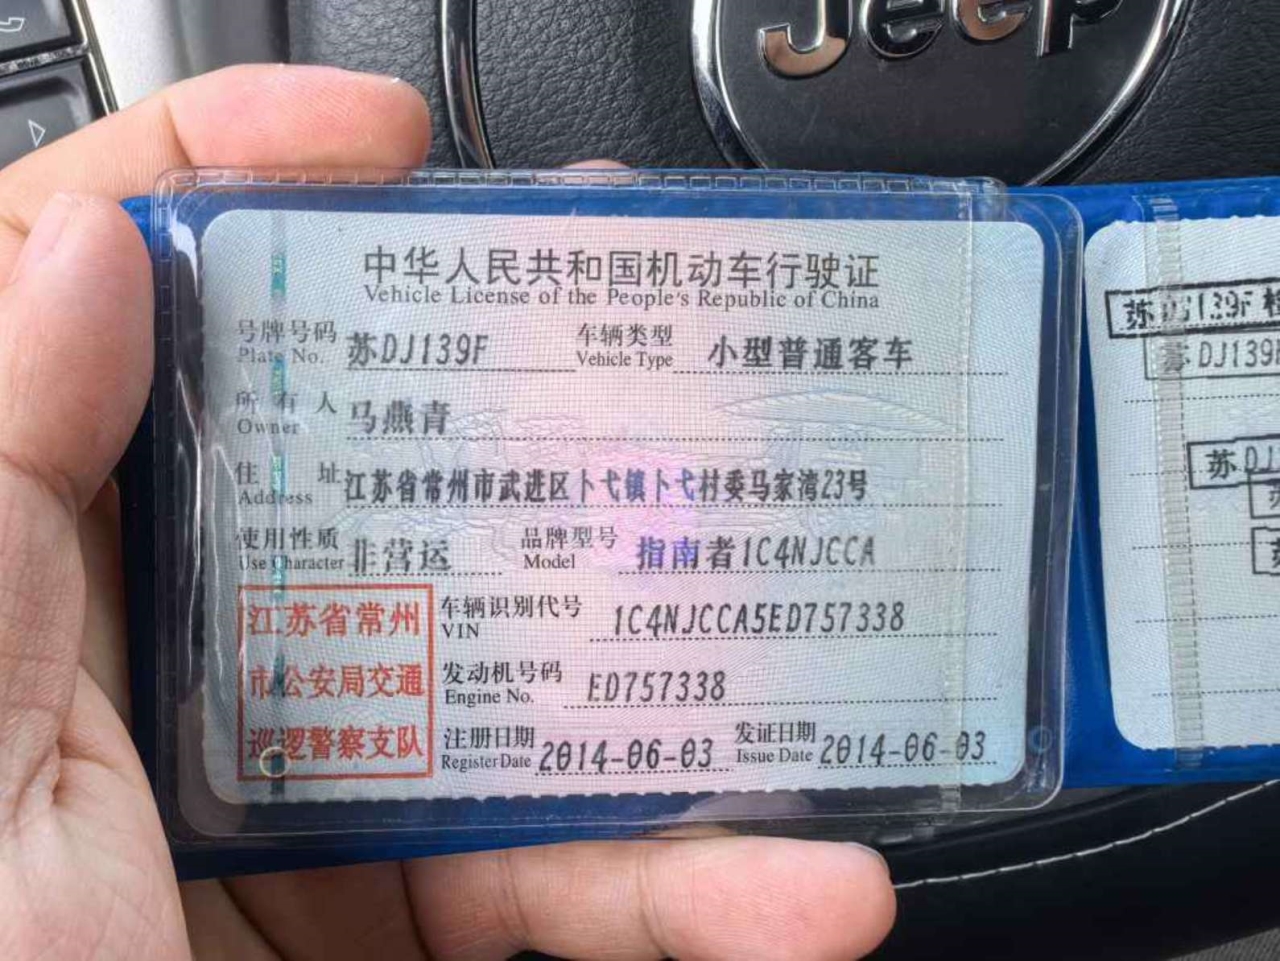 Jeep
中华人民共和国机动车行驶证
Vehicle License of the People's Republic of China
号牌号码 苏DJ139F 车辆类型 小型普通客车
Plate No. Vehicle Type
所有人 马燕青
Owner
住址 江苏省常州市武进区卜弋镇卜弋村委马家湾23号
Address
使用性质 非营运 品牌型号 指南者1C4NJCCA
Use Character Model
江苏省常州
市公安局交通
巡逻警察支队
车辆识别代号 1C4NJCCA5ED757338
VIN
发动机号码 ED757338
Engine No.
注册日期 2014-06-03 发证日期 2014-06-03
Register Date Issue Date
苏DJ139F
苏DJ139F
苏DJ